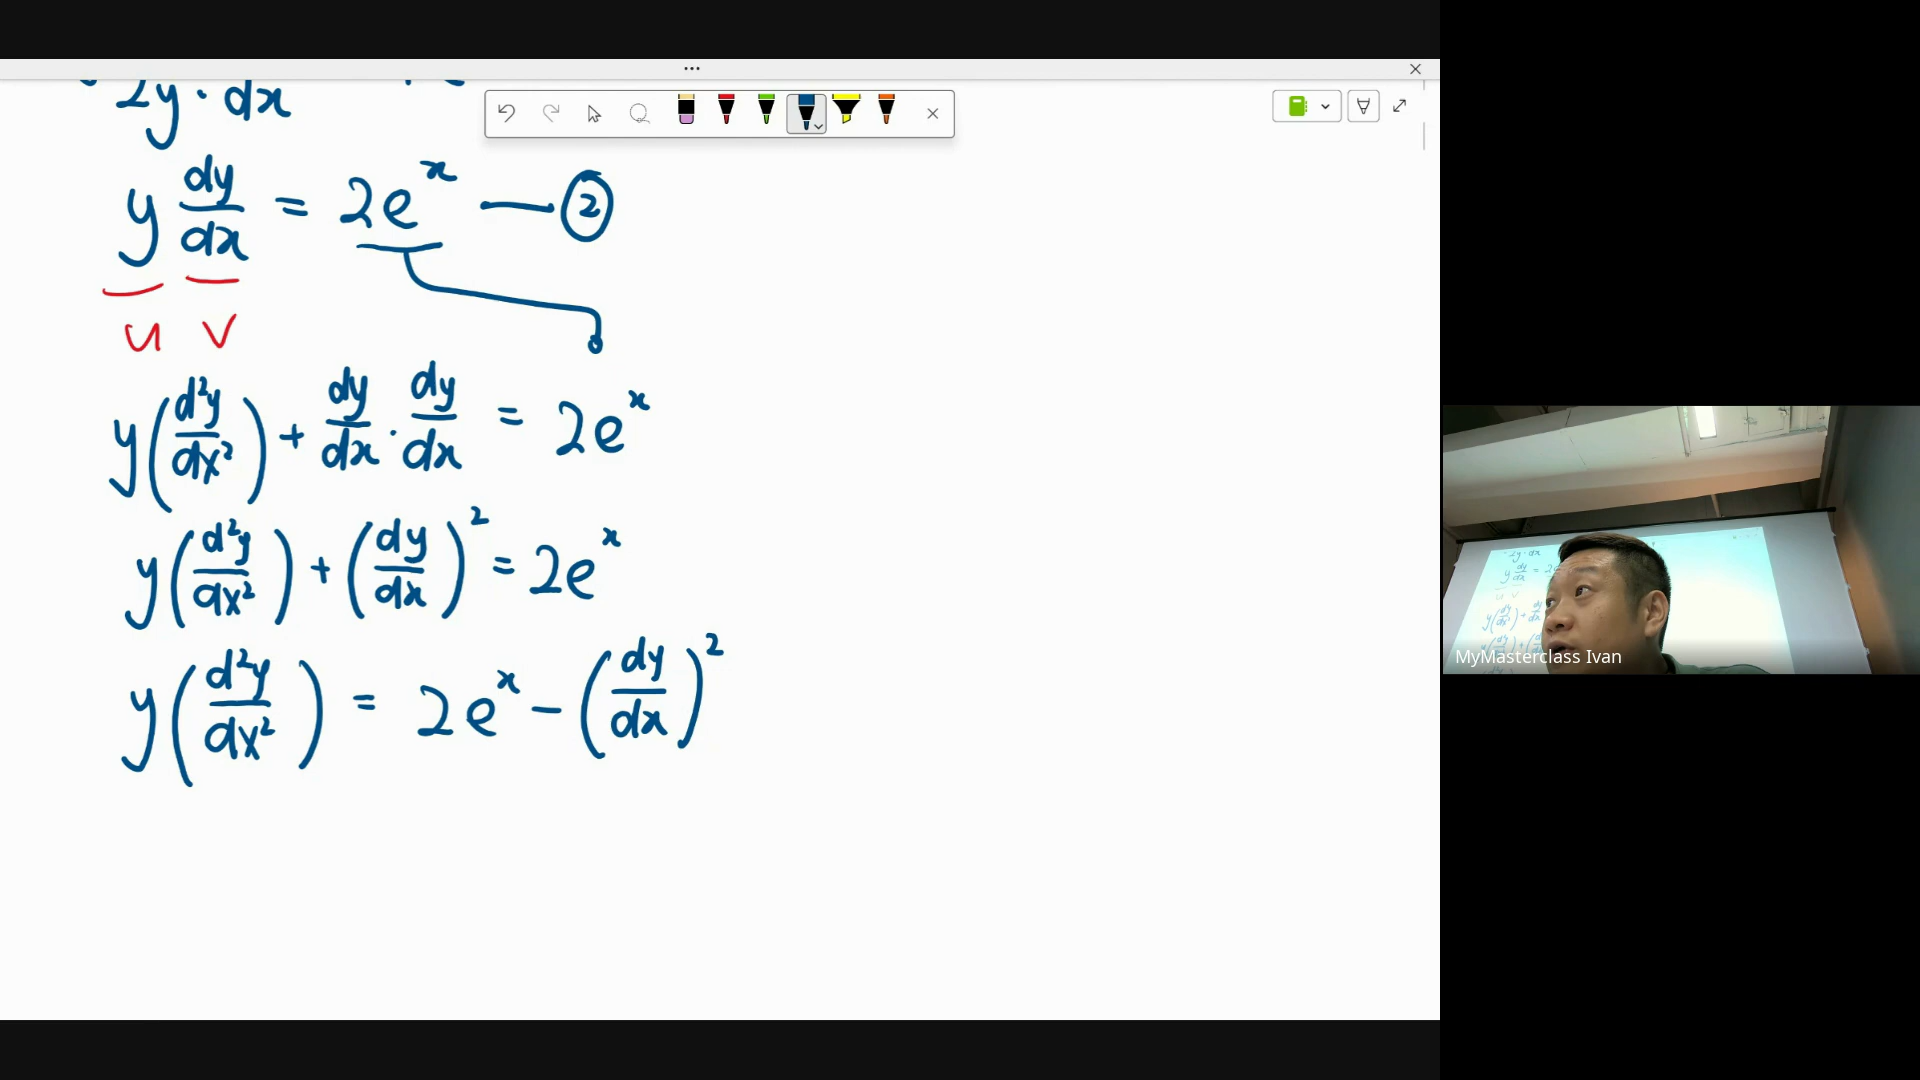 2y · dx
y dy/dx = 2e^x — ②
u v
y(d²y/dx²) + dy/dx · dy/dx = 2e^x
y(d²y/dx²) + (dy/dx)² = 2e^x
y(d²y/dx²) = 2e^x − (dy/dx)²
MyMasterclass Ivan